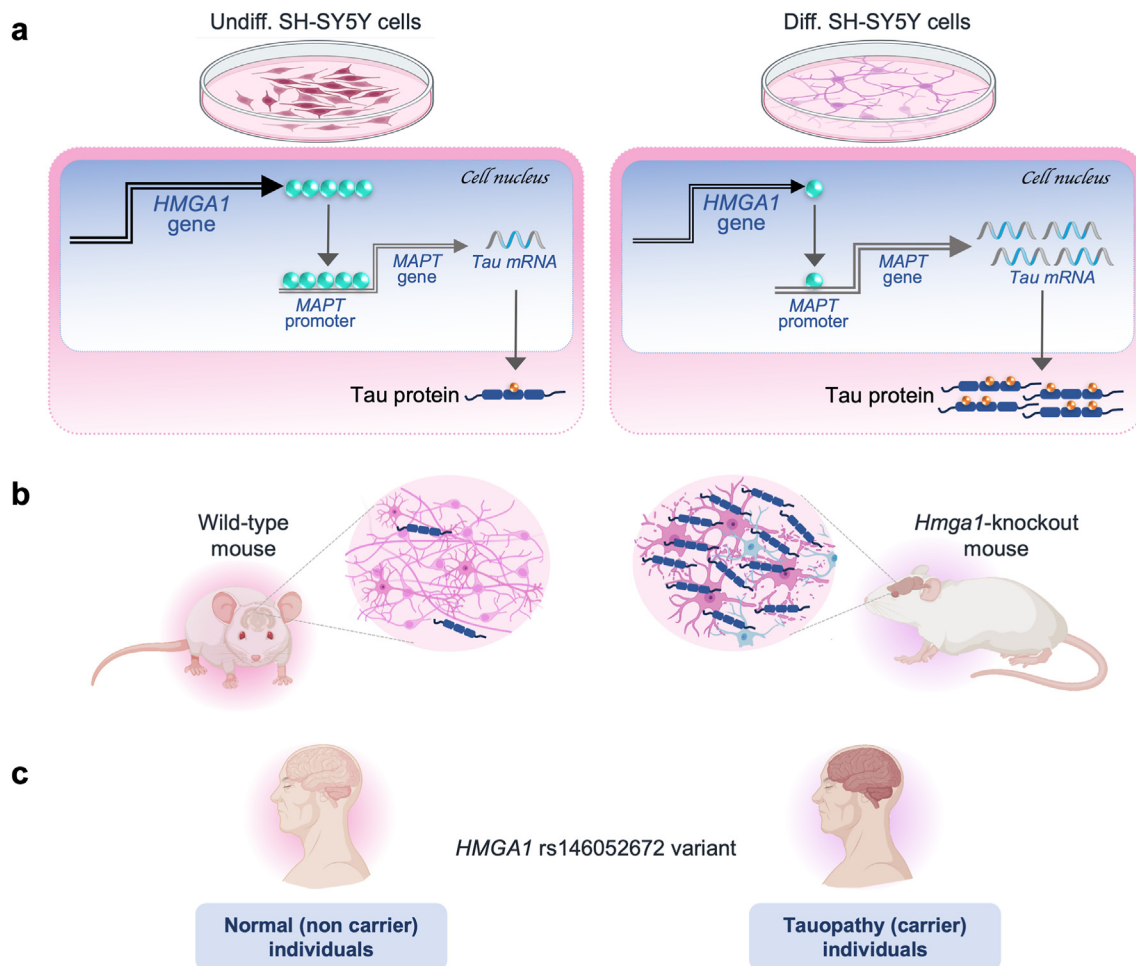 a
Undiff. SH-SY5Y cells
Diff. SH-SY5Y cells
Cell nucleus
HMGA1
gene
MAPT
gene
Tau mRNA
MAPT
promoter
Tau protein
Cell nucleus
HMGA1
gene
MAPT
gene
Tau mRNA
MAPT
promoter
Tau protein
b
Wild-type
mouse
Hmga1-knockout
mouse
c
HMGA1 rs146052672 variant
Normal (non carrier)
individuals
Tauopathy (carrier)
individuals